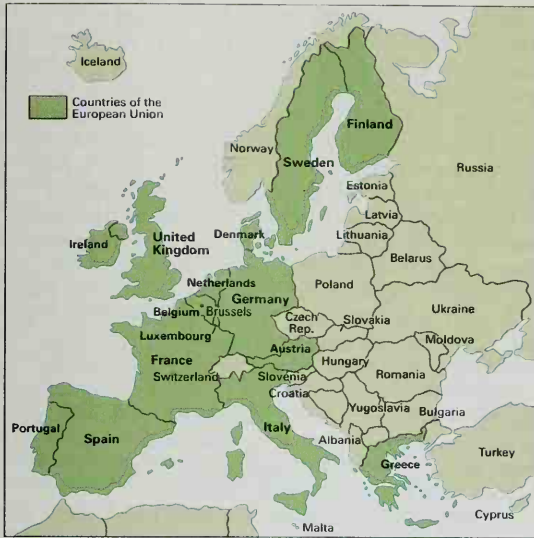 Iceland
Countries of the
European Union
Norway
Sweden
Finland
Russia
Estonia
Latvia
Lithuania
Belarus
Ireland
United
Kingdom
Denmark
Netherlands
Germany
Poland
Belgium
Brussels
Czech
Rep.
Slovakia
Ukraine
Moldova
Luxembourg
Austria
France
Switzerland
Slovenia
Hungary
Romania
Croatia
Yugoslavia
Bulgaria
Portugal
Spain
Italy
Albania
Greece
Turkey
Cyprus
Malta